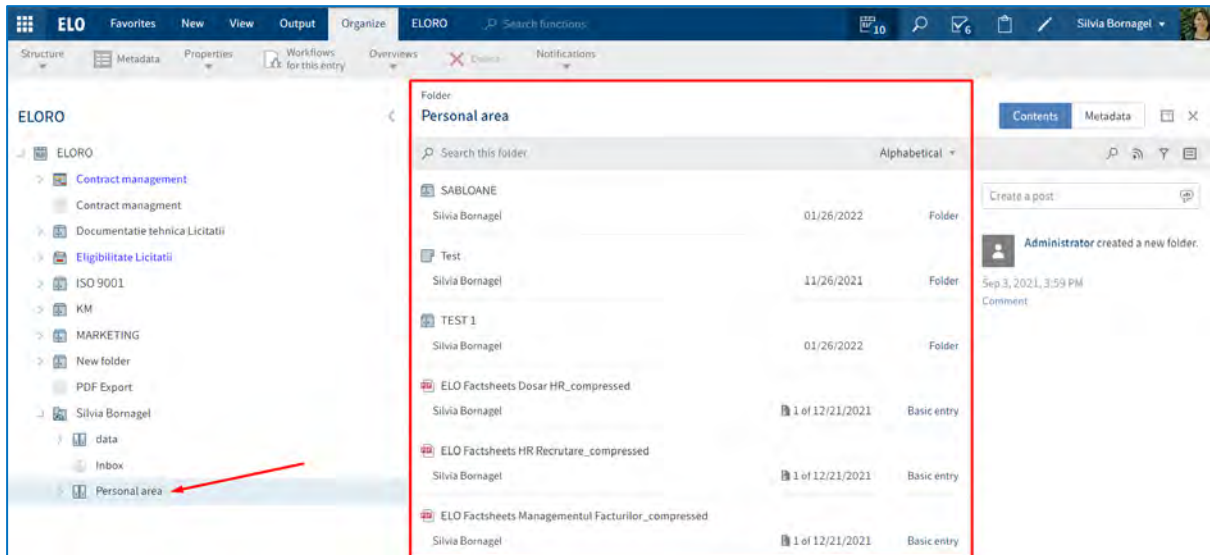 ELO Favorites New View Output Organize ELORO Search functions 10 6 Silvia Bornagel
Structure Metadata Properties Workflows for this entry Overviews Delete Notifications
ELORO
ELORO
Contract management
Contract managment
Documentatie tehnica Licitatii
Eligibilitate Licitatii
ISO 9001
KM
MARKETING
New folder
PDF Export
Silvia Bornagel
data
Inbox
Personal area
Folder
Personal area
Search this folder Alphabetical
SABLOANE
Silvia Bornagel 01/26/2022 Folder
Test
Silvia Bornagel 11/26/2021 Folder
TEST 1
Silvia Bornagel 01/26/2022 Folder
ELO Factsheets Dosar HR_compressed
Silvia Bornagel 1 of 12/21/2021 Basic entry
ELO Factsheets HR Recrutare_compressed
Silvia Bornagel 1 of 12/21/2021 Basic entry
ELO Factsheets Managementul Facturilor_compressed
Silvia Bornagel 1 of 12/21/2021 Basic entry
Contents Metadata
Create a post
Administrator created a new folder.
Sep 3, 2021, 3:59 PM
Comment